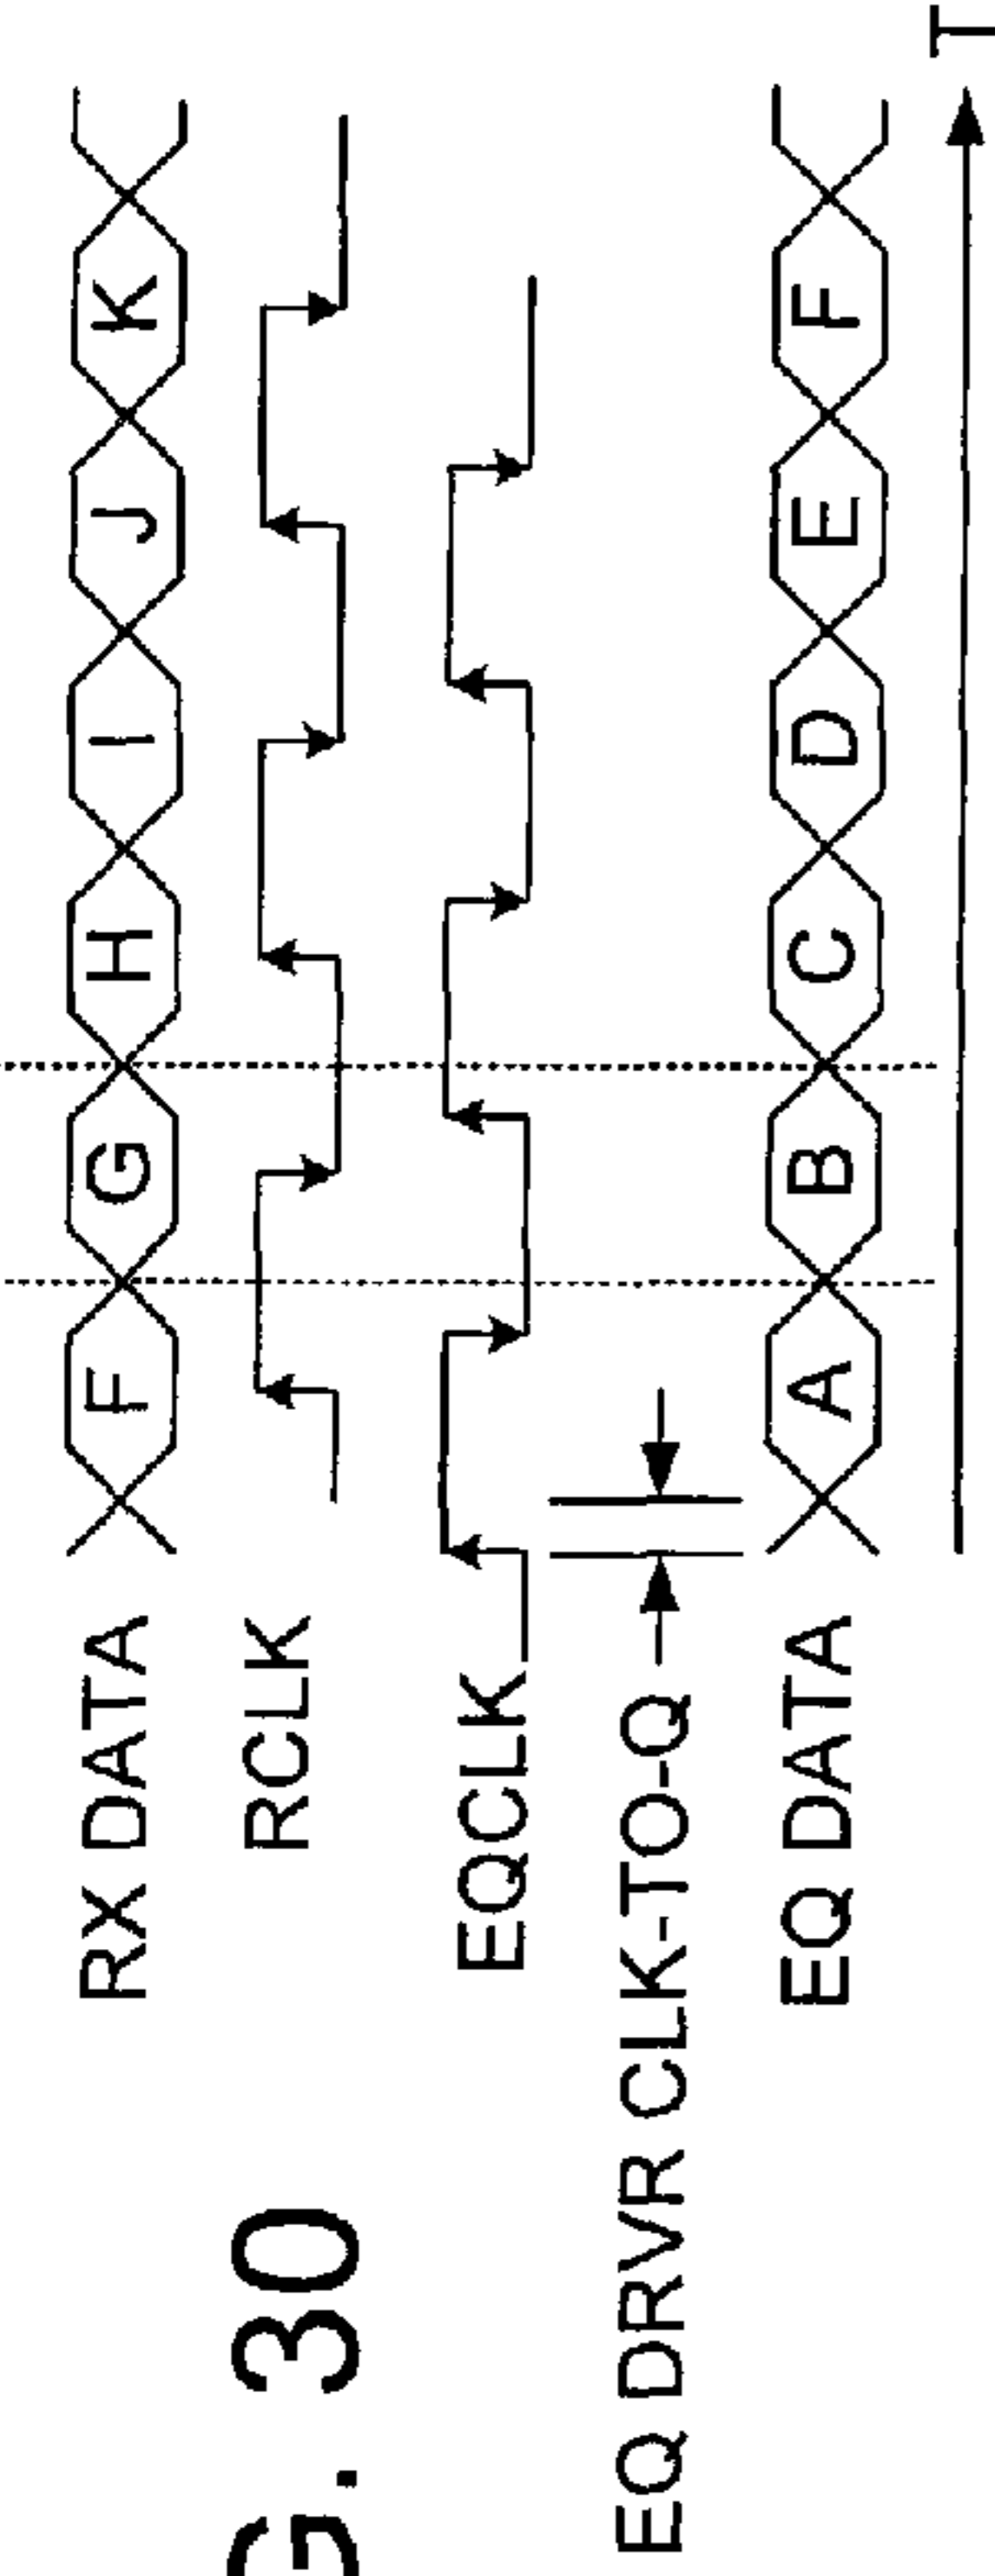 RX DATA F G H I J K
RCLK
EQCLK
EQ DRVR CLK-TO-Q
EQ DATA A B C D E F
T
G. 30